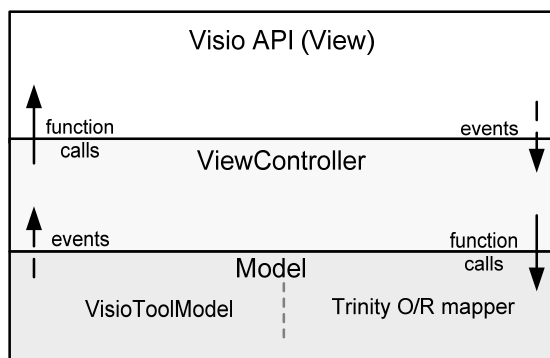 Visio API (View)
function
calls
events
ViewController
events
function
calls
Model
VisioToolModel
Trinity O/R mapper